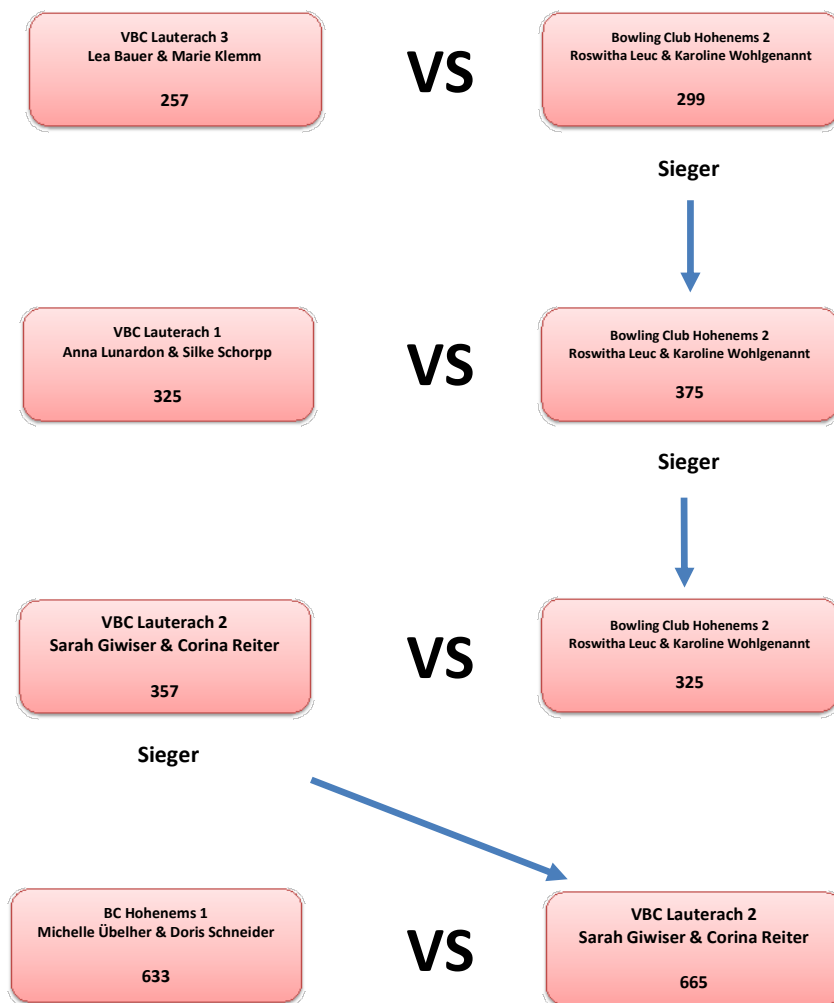 VBC Lauterach 3
Lea Bauer & Marie Klemm
257
VS
Bowling Club Hohenems 2
Roswitha Leuc & Karoline Wohlgenannt
299
Sieger
VBC Lauterach 1
Anna Lunardon & Silke Schorpp
325
VS
Bowling Club Hohenems 2
Roswitha Leuc & Karoline Wohlgenannt
375
Sieger
VBC Lauterach 2
Sarah Giwiser & Corina Reiter
357
VS
Bowling Club Hohenems 2
Roswitha Leuc & Karoline Wohlgenannt
325
Sieger
BC Hohenems 1
Michelle Übelher & Doris Schneider
633
VS
VBC Lauterach 2
Sarah Giwiser & Corina Reiter
665